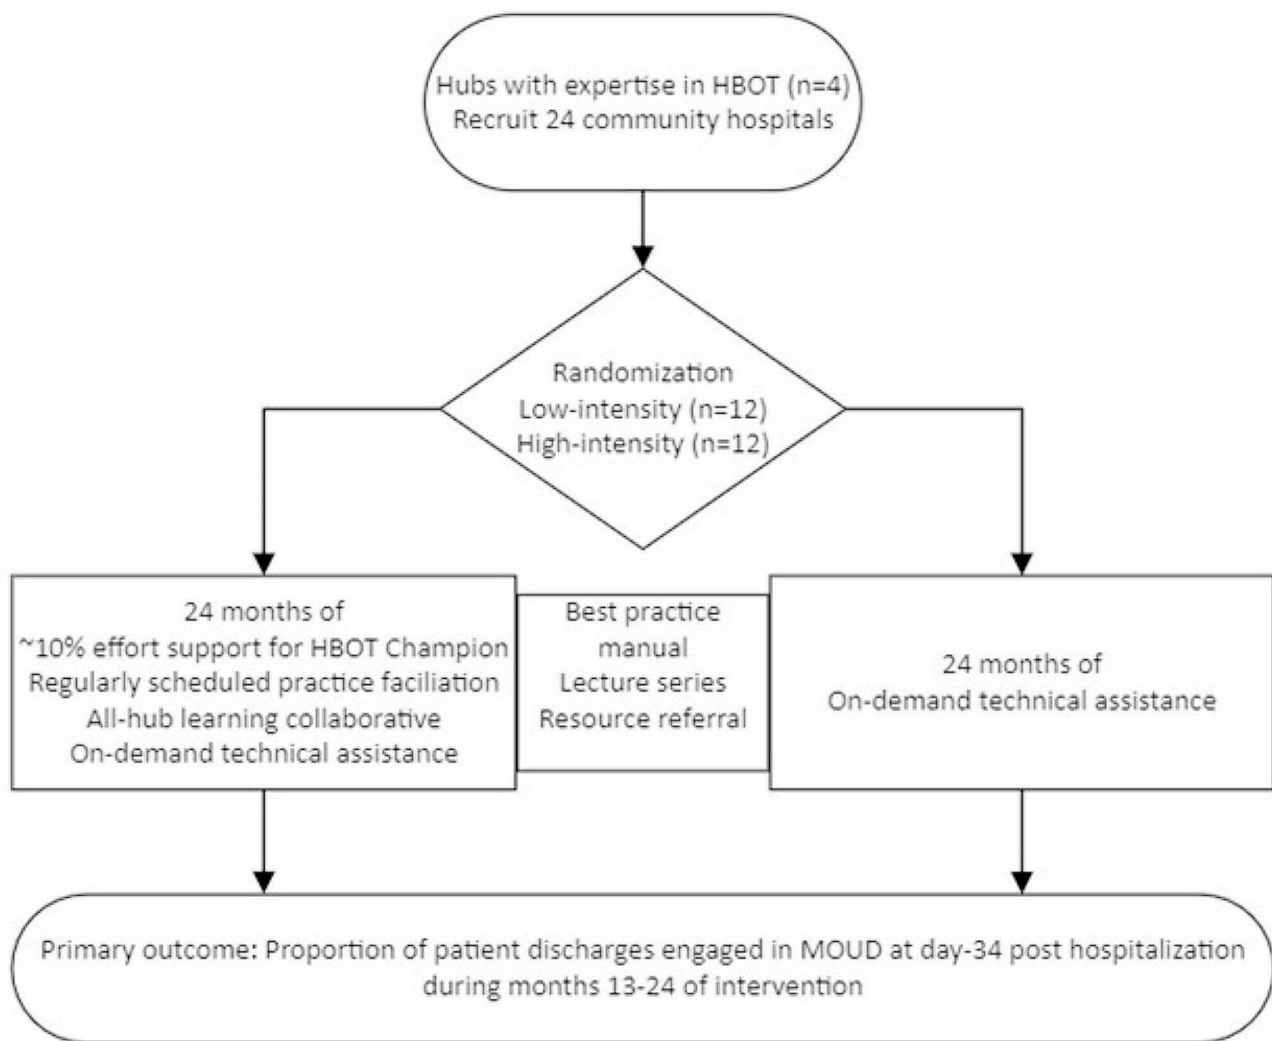 Hubs with expertise in HBOT (n=4)
Recruit 24 community hospitals
Randomization
Low-intensity (n=12)
High-intensity (n=12)
24 months of
~10% effort support for HBOT Champion
Regularly scheduled practice faciliation
All-hub learning collaborative
On-demand technical assistance
Best practice
manual
Lecture series
Resource referral
24 months of
On-demand technical assistance
Primary outcome: Proportion of patient discharges engaged in MOUD at day-34 post hospitalization
during months 13-24 of intervention